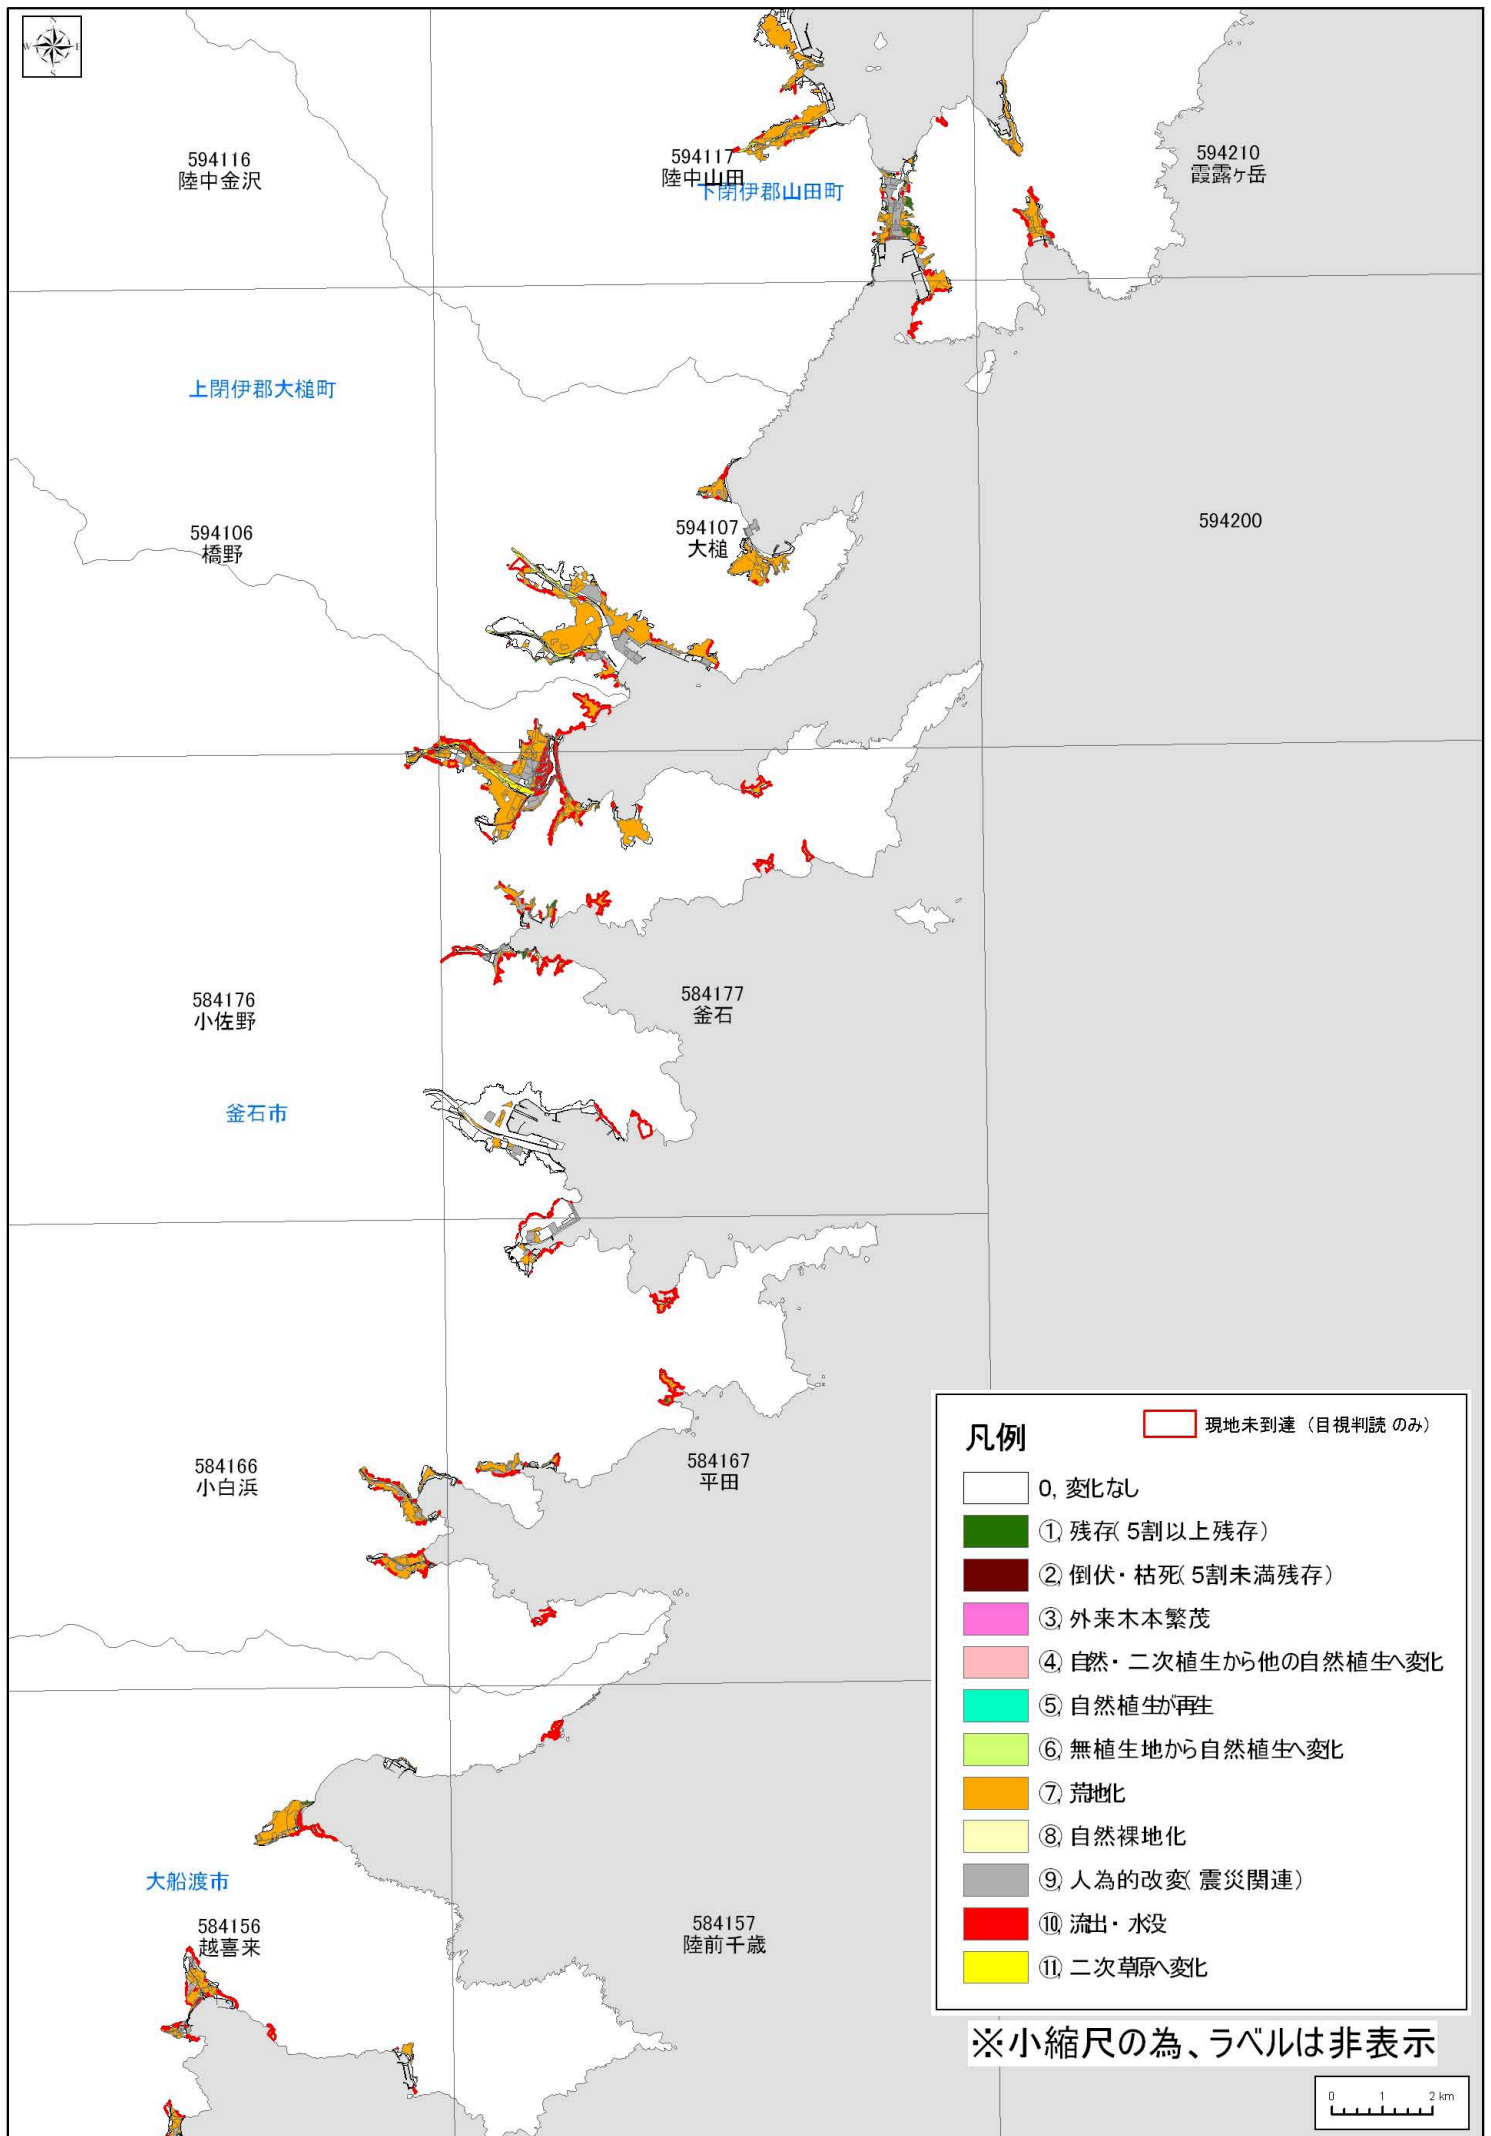 N
W E
S
594116
陸中金沢
594117
陸中山田
下閉伊郡山田町
594210
霞露ヶ岳
上閉伊郡大槌町
594106
橋野
594107
大槌
594200
584176
小佐野
584177
釜石
釜石市
584166
小白浜
584167
平田
大船渡市
584156
越喜来
584157
陸前千歳
凡例
現地未到達（目視判読のみ）
0, 変化なし
①, 残存（5割以上残存）
②, 倒伏・枯死（5割未満残存）
③, 外来木本繁茂
④, 自然・二次植生から他の自然植生へ変化
⑤, 自然植生が再生
⑥, 無植生地から自然植生へ変化
⑦, 荒地化
⑧, 自然裸地化
⑨, 人為的改変（震災関連）
⑩, 流出・水没
⑪, 二次草原へ変化
※小縮尺の為、ラベルは非表示
0 1 2 km